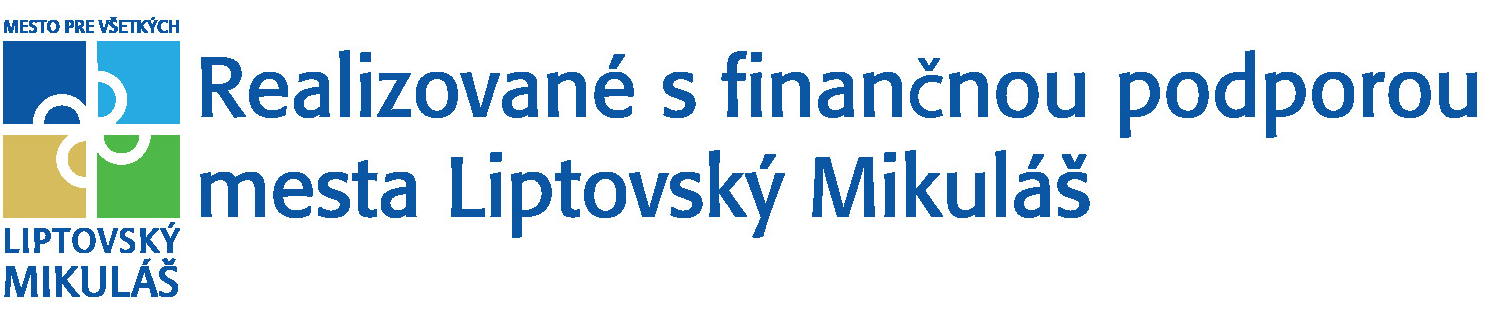 MESTO PRE VŠETKÝCH
LIPTOVSKÝ
MIKULÁŠ
Realizované s finančnou podporou
mesta Liptovský Mikuláš